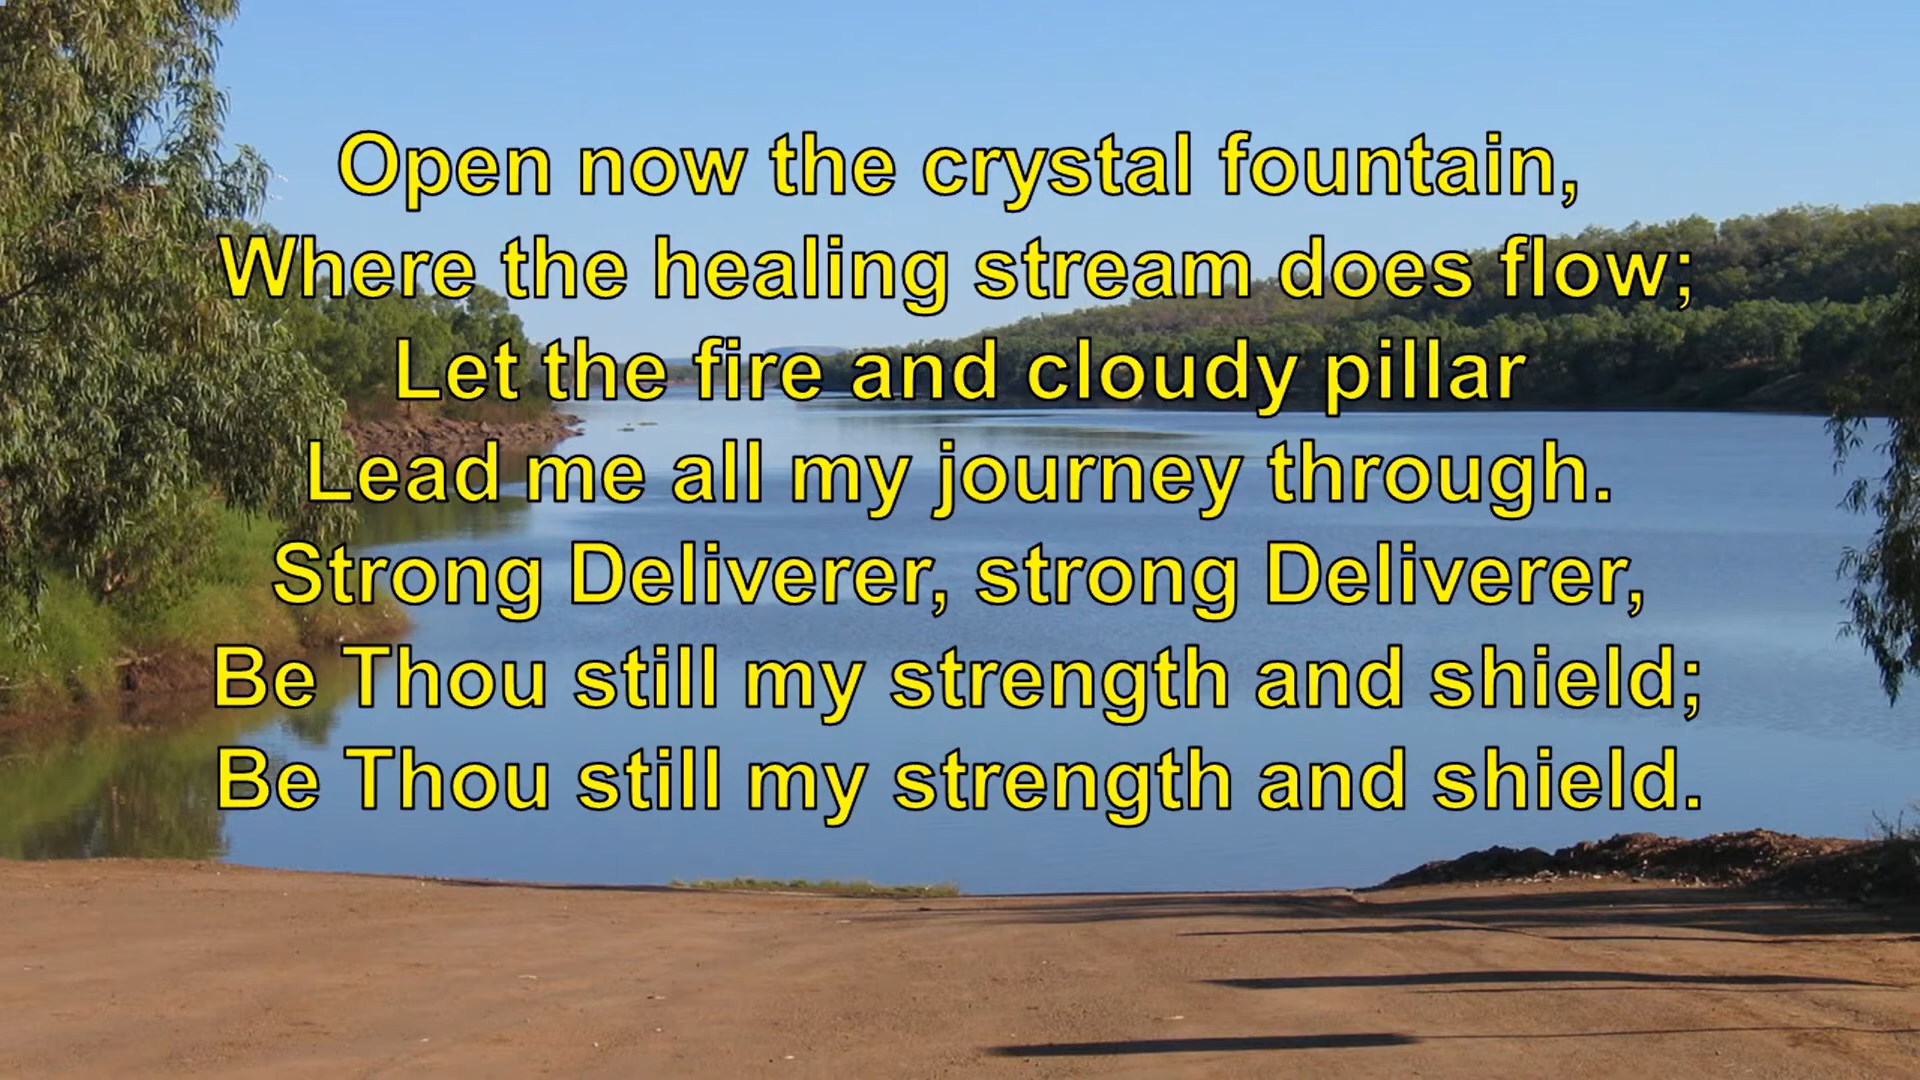 Open now the crystal fountain,
Where the healing stream does flow;
Let the fire and cloudy pillar
Lead me all my journey through.
Strong Deliverer, strong Deliverer,
Be Thou still my strength and shield;
Be Thou still my strength and shield.